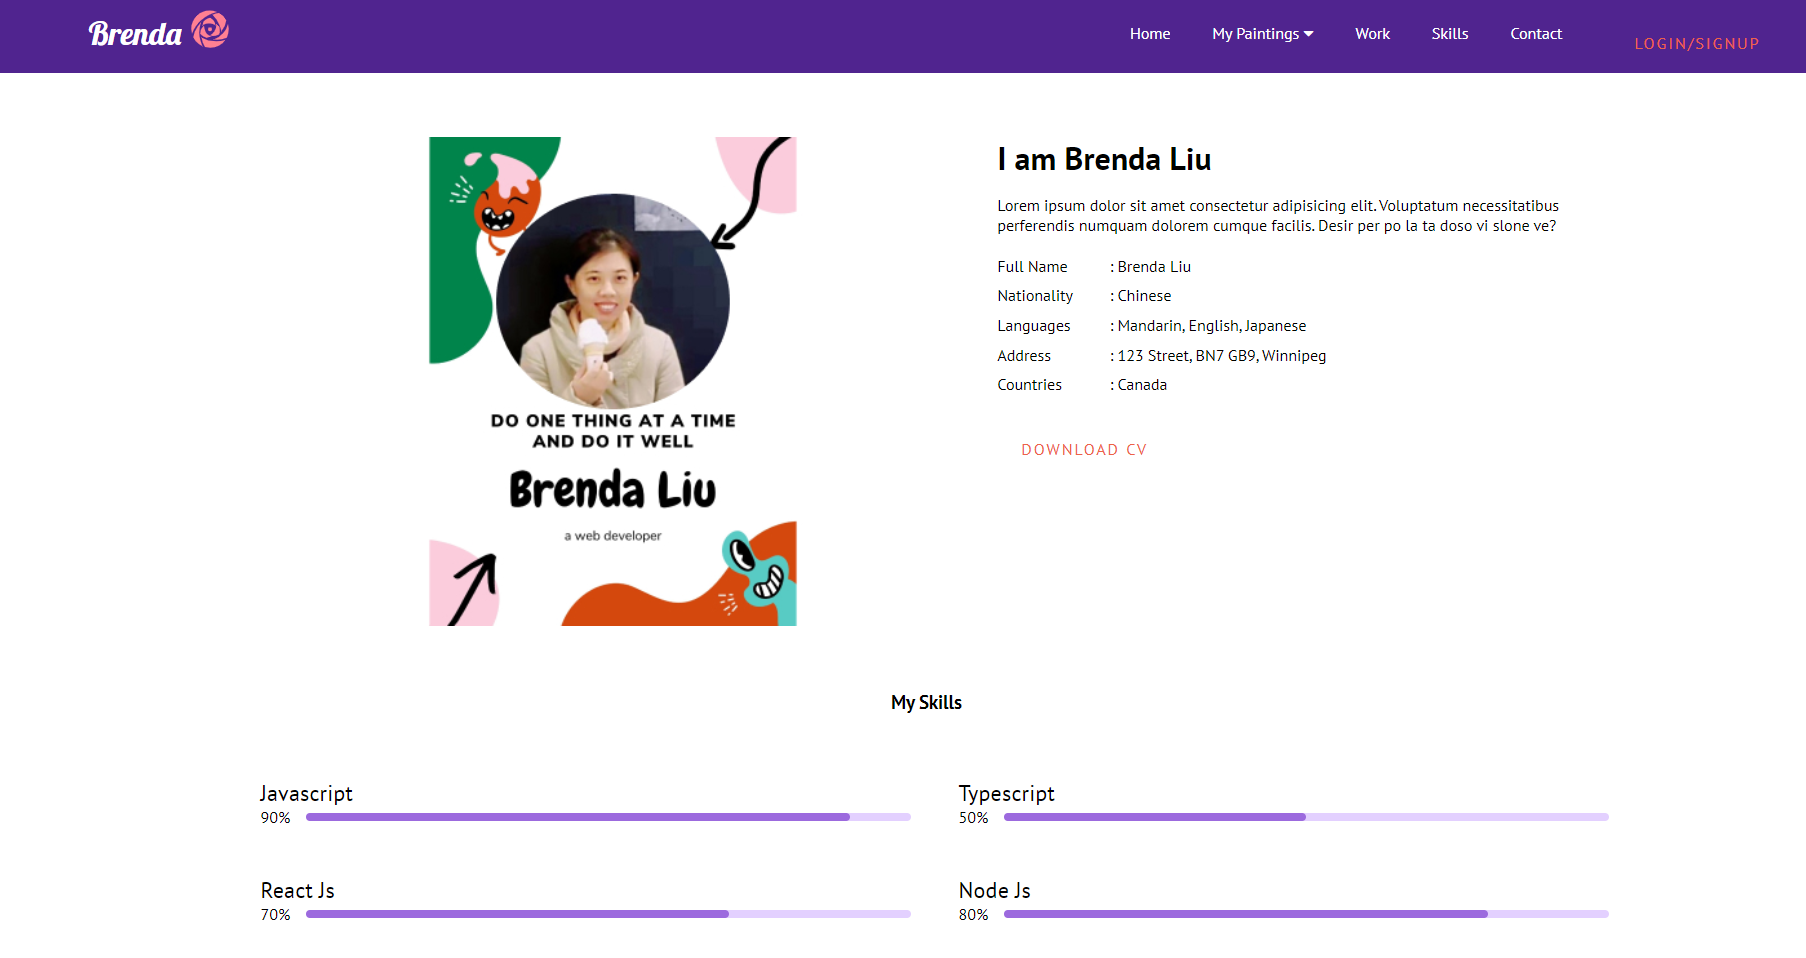 Brenda
Home My Paintings Work Skills Contact LOGIN/SIGNUP
DO ONE THING AT A TIME
AND DO IT WELL
Brenda Liu
a web developer
I am Brenda Liu
Lorem ipsum dolor sit amet consectetur adipisicing elit. Voluptatum necessitatibus
perferendis numquam dolorem cumque facilis. Desir per po la ta doso vi slone ve?
Full Name : Brenda Liu
Nationality : Chinese
Languages : Mandarin, English, Japanese
Address : 123 Street, BN7 GB9, Winnipeg
Countries : Canada
DOWNLOAD CV
My Skills
Javascript
90%
Typescript
50%
React Js
70%
Node Js
80%